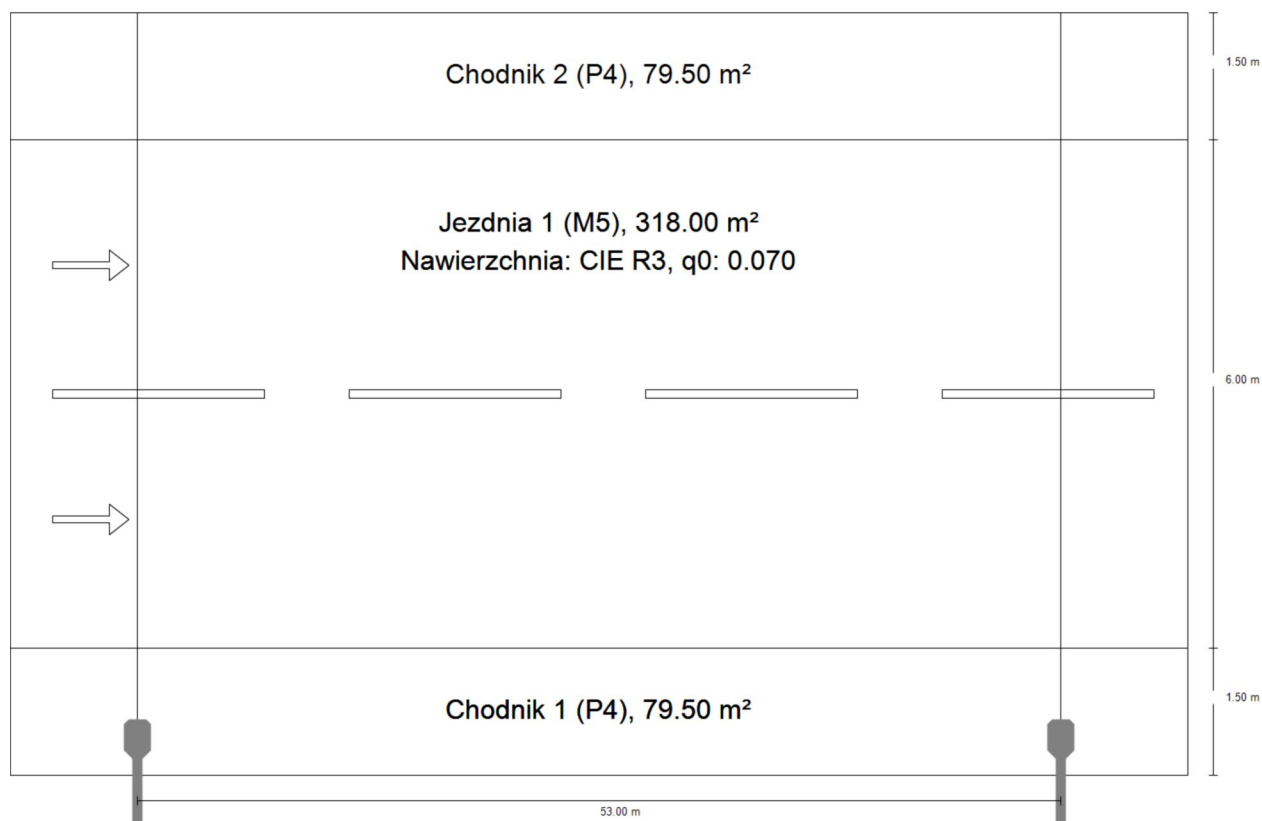 Chodnik 2 (P4), 79.50 m²
1.50 m
Jezdnia 1 (M5), 318.00 m²
Nawierzchnia: CIE R3, q0: 0.070
6.00 m
Chodnik 1 (P4), 79.50 m²
1.50 m
53.00 m